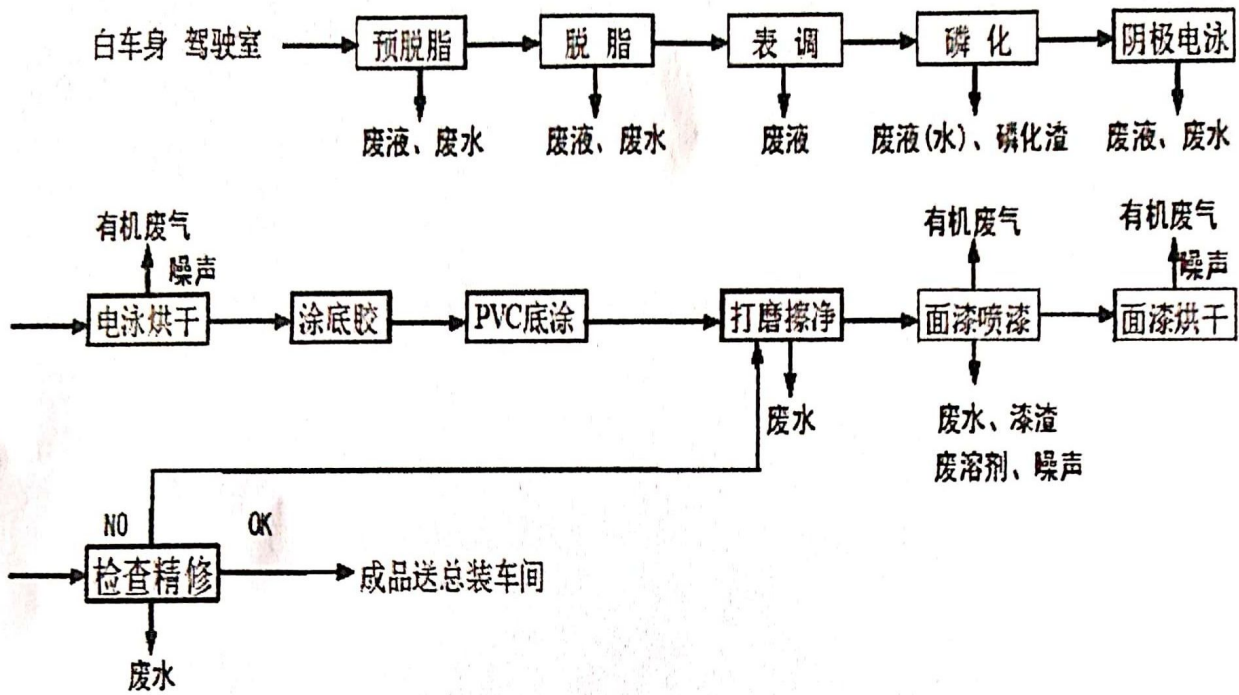 白车身 驾驶室 预脱脂 脱脂 表调 磷化 阴极电泳
废液、废水 废液、废水 废液 废液(水)、磷化渣 废液、废水
有机废气 有机废气 有机废气
噪声 噪声
电泳烘干 涂底胶 PVC底涂 打磨擦净 面漆喷漆 面漆烘干
废水 废水、漆渣
废溶剂、噪声
NO OK
检查精修 成品送总装车间
废水